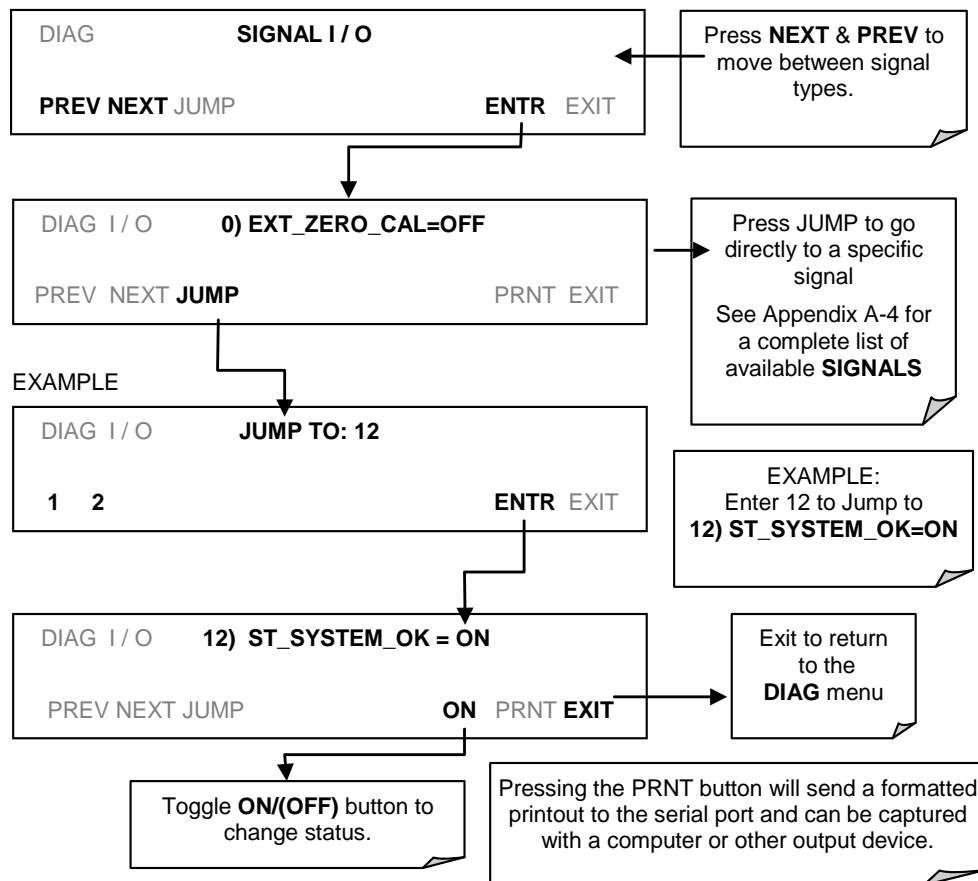 DIAG SIGNAL I / O
PREV NEXT JUMP ENTR EXIT
Press NEXT & PREV to
move between signal
types.
DIAG I / O 0) EXT_ZERO_CAL=OFF
PREV NEXT JUMP PRNT EXIT
Press JUMP to go
directly to a specific
signal
See Appendix A-4 for
a complete list of
available SIGNALS
EXAMPLE
DIAG I / O JUMP TO: 12
1 2 ENTR EXIT
EXAMPLE:
Enter 12 to Jump to
12) ST_SYSTEM_OK=ON
DIAG I / O 12) ST_SYSTEM_OK = ON
PREV NEXT JUMP ON PRNT EXIT
Exit to return
to the
DIAG menu
Toggle ON/(OFF) button to
change status.
Pressing the PRNT button will send a formatted
printout to the serial port and can be captured
with a computer or other output device.